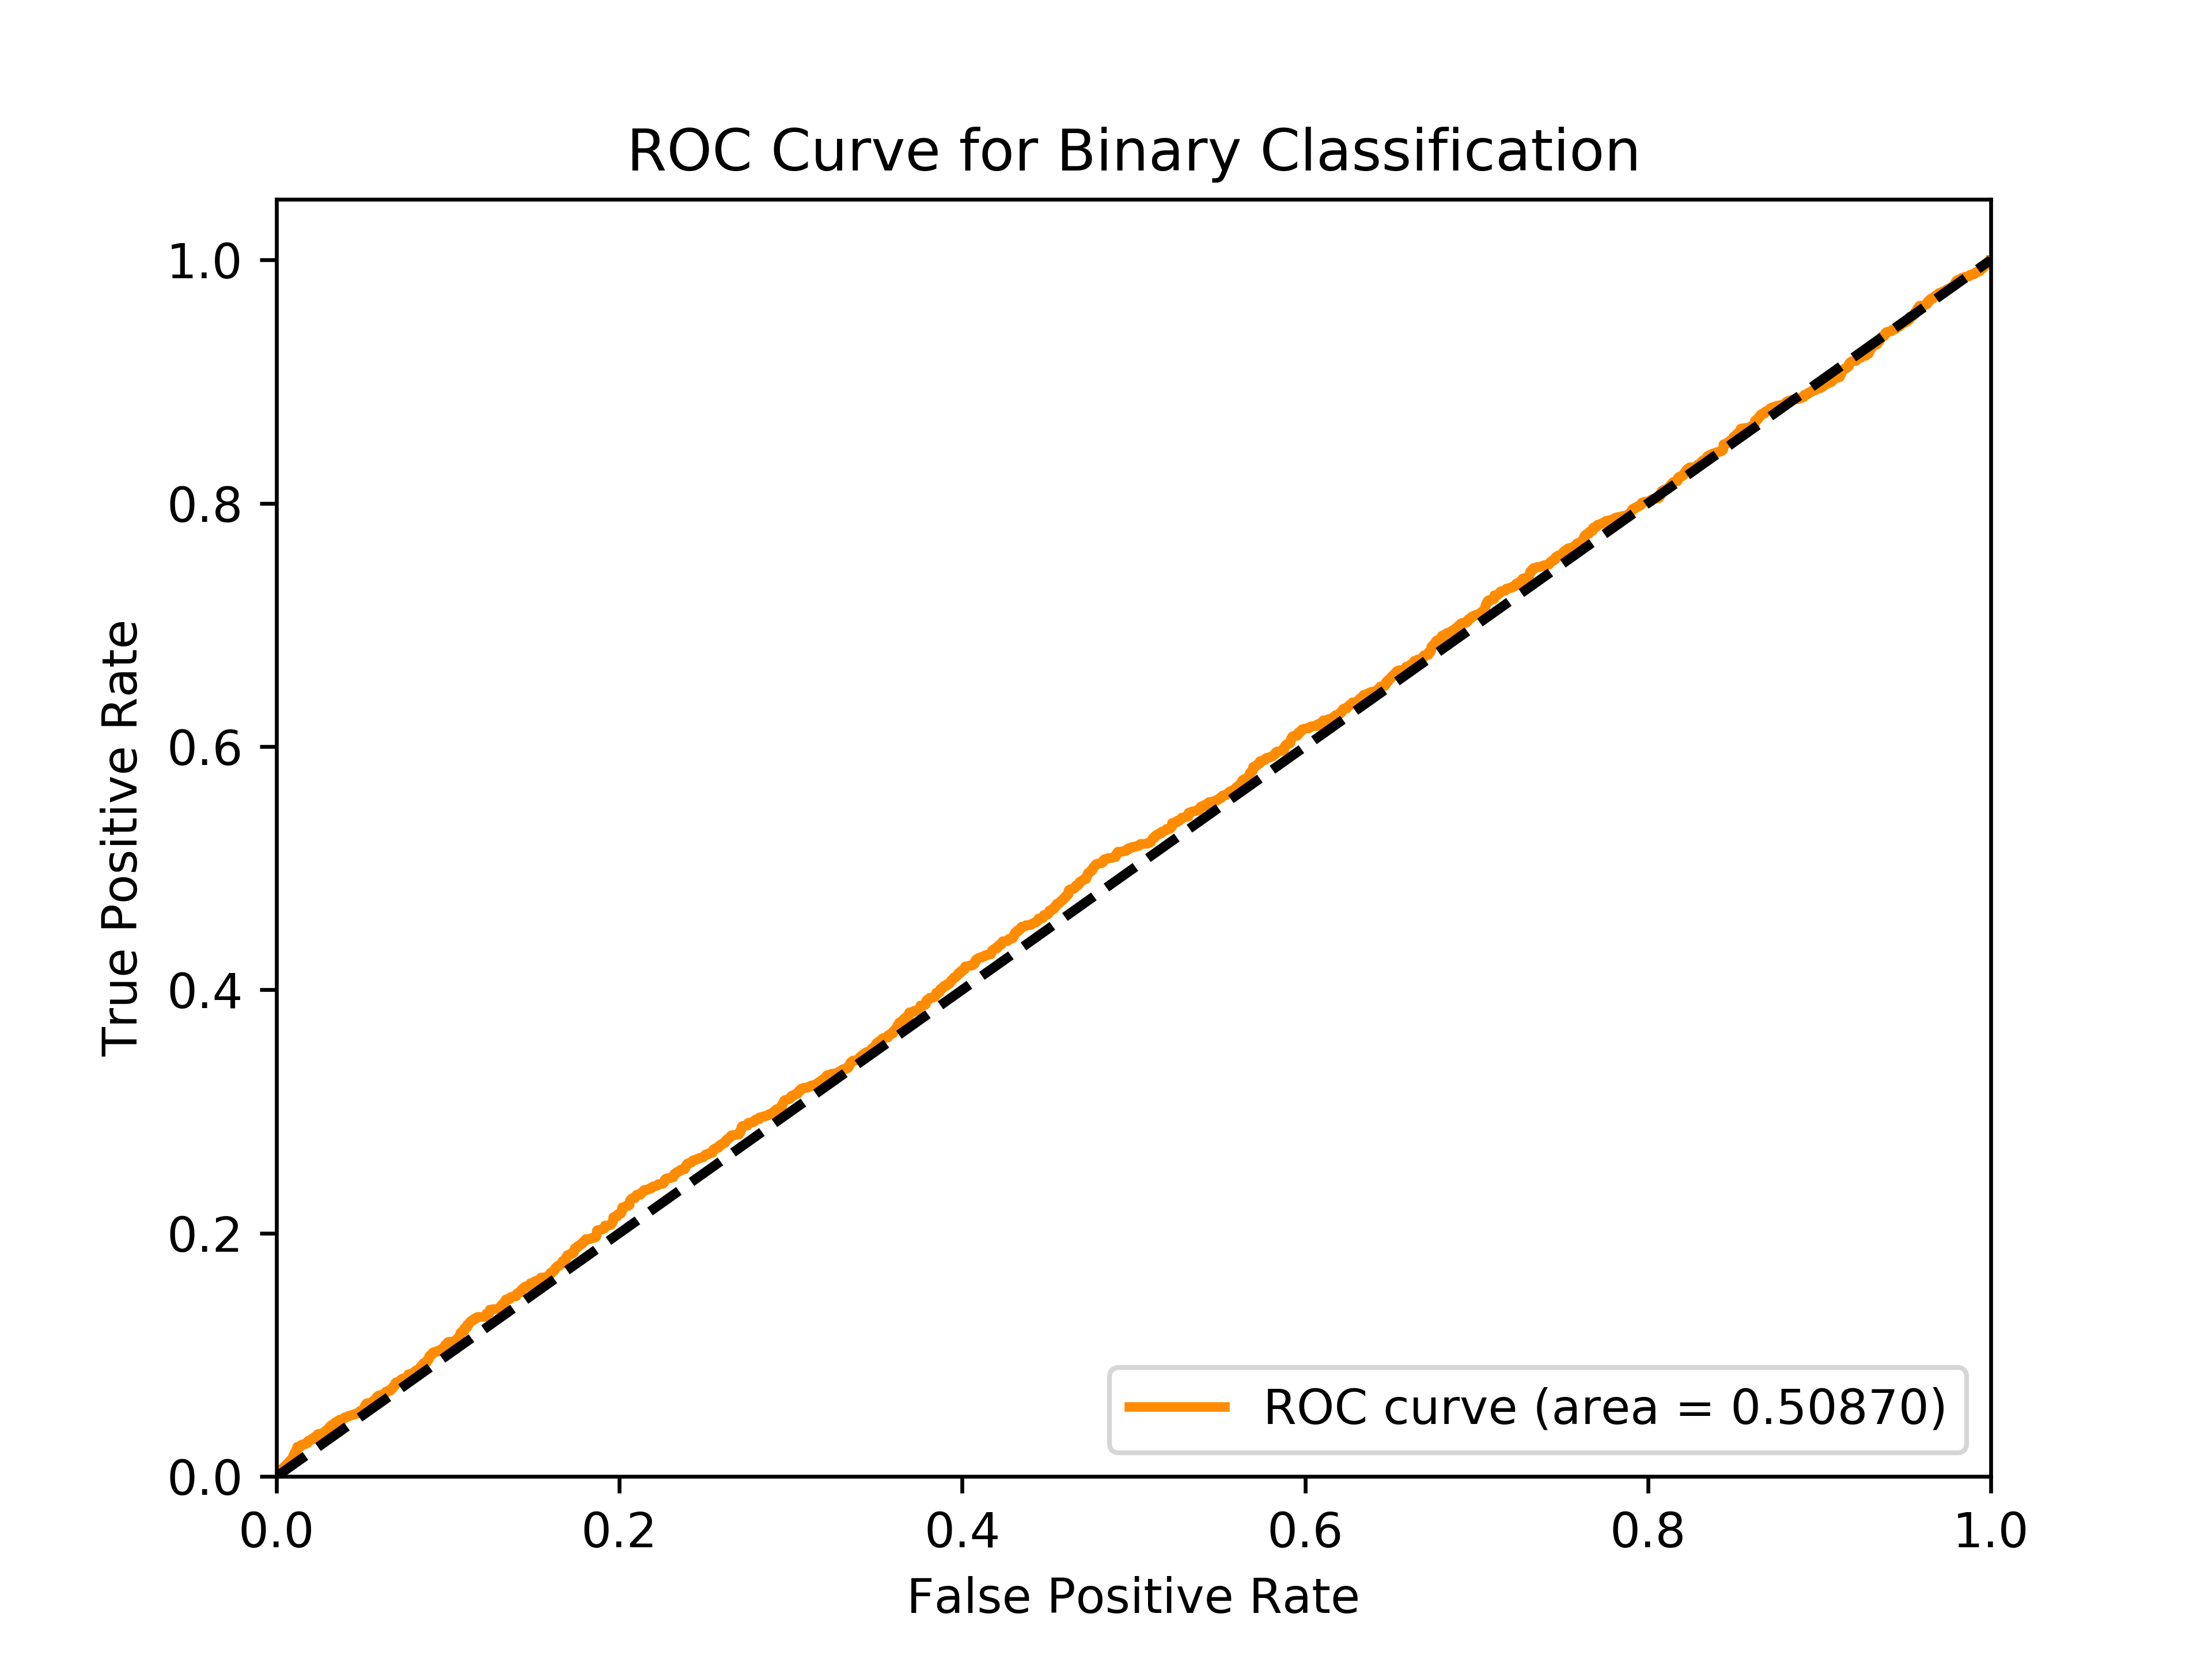 ROC Curve for Binary Classification
1.0
0.8
0.6
0.4
0.2
0.0
True Positive Rate
ROC curve (area = 0.50870)
0.0 0.2 0.4 0.6 0.8 1.0
False Positive Rate